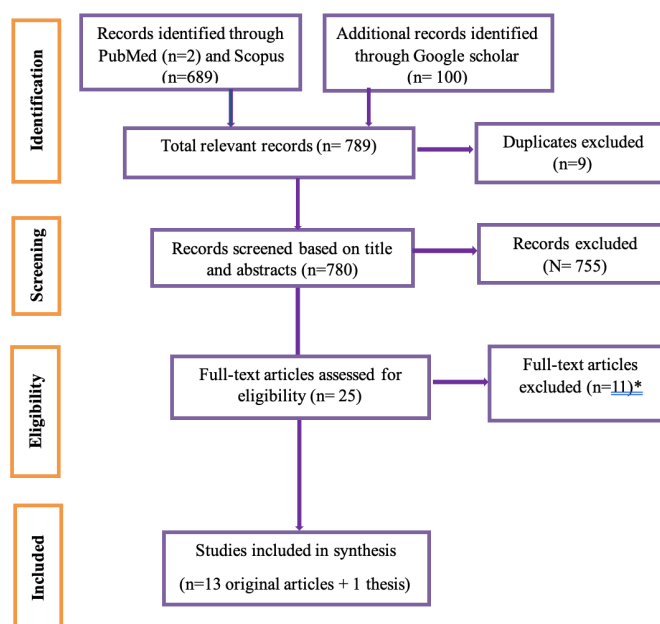 Identification
Records identified through
PubMed (n=2) and Scopus
(n=689)
Additional records identified
through Google scholar
(n= 100)
Total relevant records (n= 789)
Duplicates excluded
(n=9)
Screening
Records screened based on title
and abstracts (n=780)
Records excluded
(N= 755)
Eligibility
Full-text articles assessed for
eligibility (n= 25)
Full-text articles
excluded (n=11)*
Included
Studies included in synthesis
(n=13 original articles + 1 thesis)